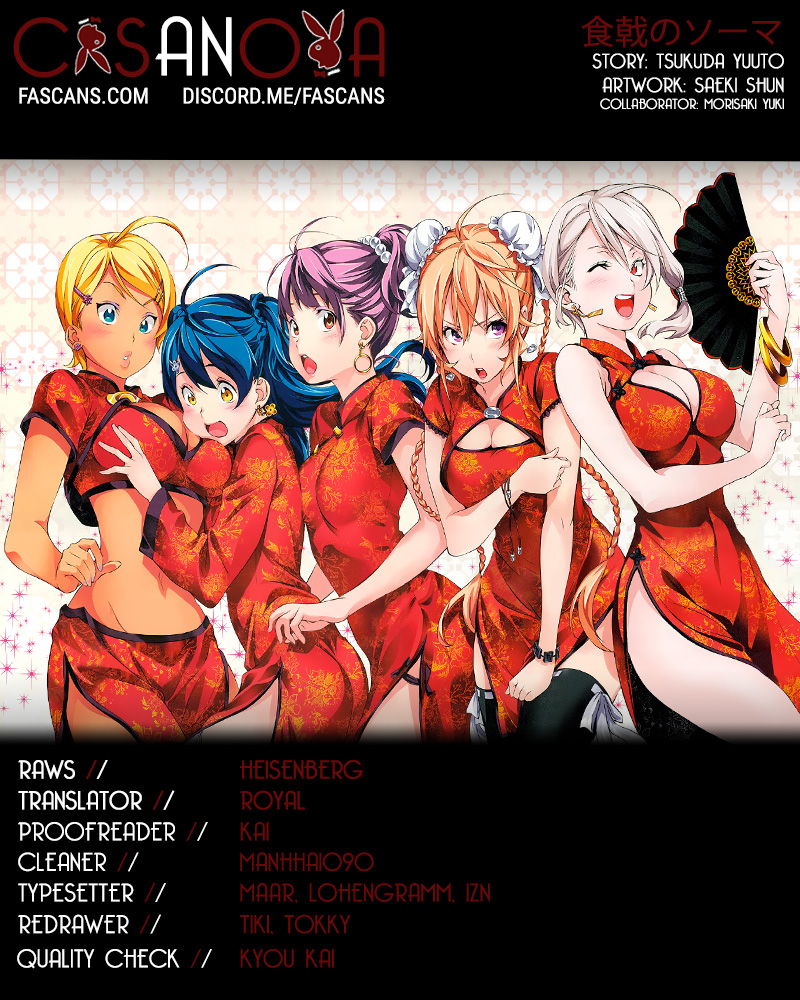 CASANOVA
FASCANS.COM DISCORD.ME/FASCANS
食戟のソーマ
STORY: TSUKUDA YUUTO
ARTWORK: SAEKI SHUN
COLLABORATOR: MORISAKI YUKI
RAWS // HEISENBERG
TRANSLATOR // ROYAL
PROOFREADER // KAI
CLEANER // MANHHAI090
TYPESETTER // MAAR, LOHENGRAMM, IZN
REDRAWER // TIKI, TOKKY
QUALITY CHECK // KYOU KAI